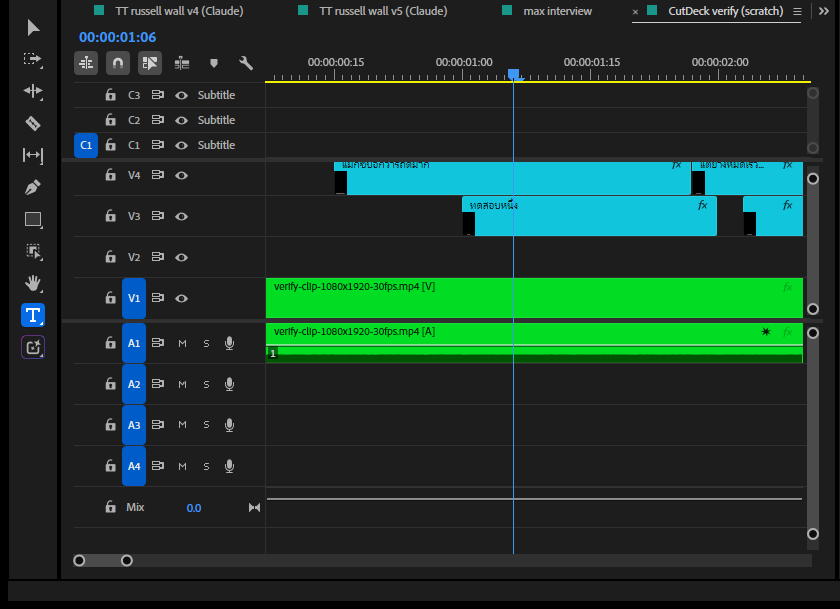 TT russell wall v4 (Claude)
TT russell wall v5 (Claude)
max interview
× CutDeck verify (scratch)
00:00:01:06
00:00:00:15
00:00:01:00
00:00:01:15
00:00:02:00
C3 Subtitle
C2 Subtitle
C1 C1 Subtitle
V4
fx
fx
V3
ทดสอบหนึ่ง fx
fx
V2
V1
verify-clip-1080x1920-30fps.mp4 [V] fx
A1 M S
verify-clip-1080x1920-30fps.mp4 [A] fx
1
A2 M S
A3 M S
A4 M S
Mix 0.0
T